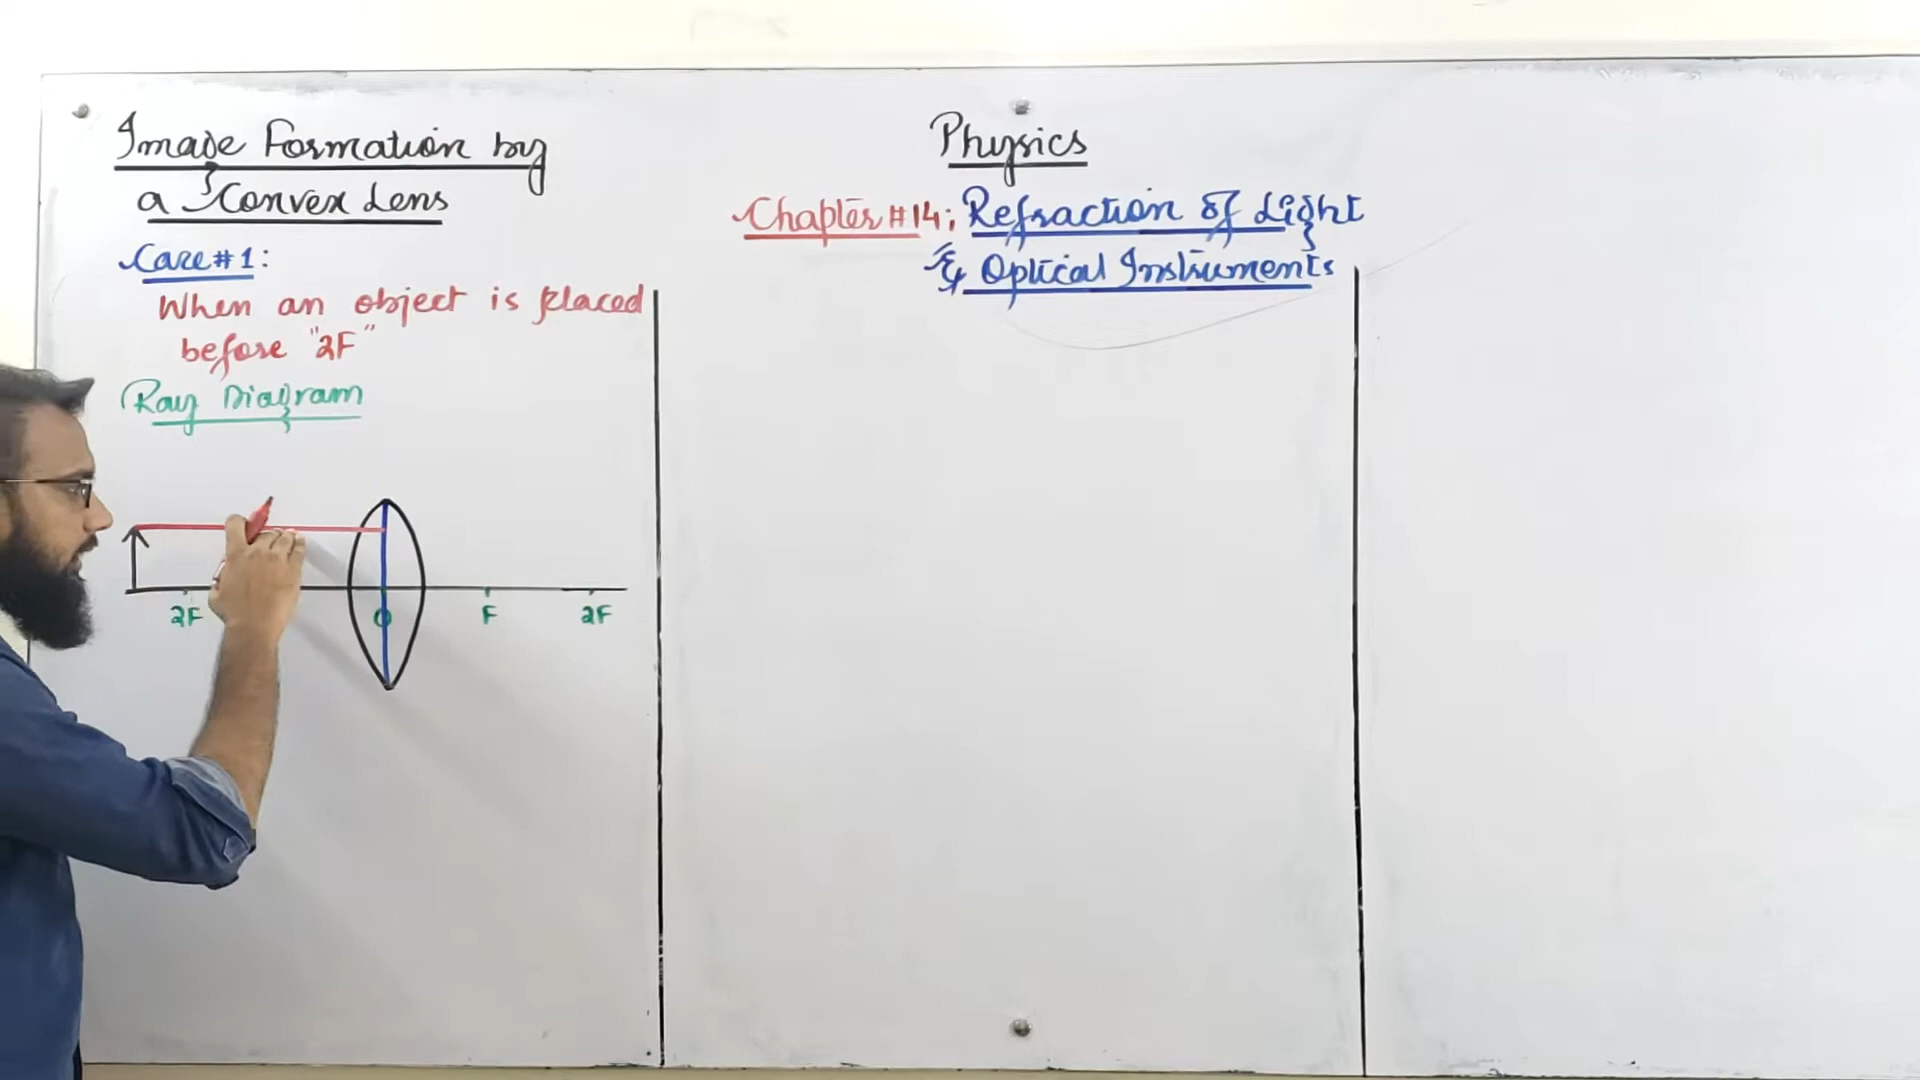 Image Formation by
a Convex Lens
Case#1:
When an object is placed
before "2F"
Ray Diagram
2F O F 2F
Physics
Chapter#14: Refraction of Light
& Optical Instruments